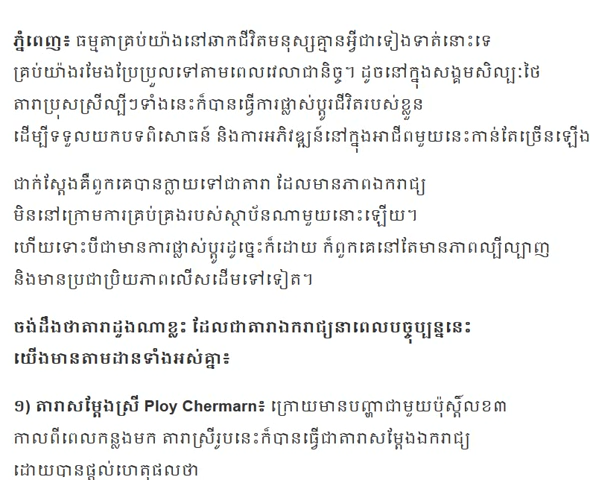 ភ្នំពេញ៖ ធម្មតាគ្រប់យ៉ាងនៅឆាកជីវិតមនុស្សគ្មានអ្វីជាទៀងទាត់នោះទេ
គ្រប់យ៉ាងរមែងប្រែប្រួលទៅតាមពេលវេលាជានិច្ច។ ដូចនៅក្នុងសង្គមសិល្បៈថៃ
តារាប្រុសស្រីល្បីៗទាំងនេះក៏បានធ្វើការផ្លាស់ប្ដូរជីវិតរបស់ខ្លួន
ដើម្បីទទួលយកបទពិសោធន៍ និងការអភិវឌ្ឍន៍នៅក្នុងអាជីពមួយនេះកាន់តែច្រើនឡើង
ជាក់ស្ដែងគឺពួកគេបានក្លាយទៅជាតារា ដែលមានភាពឯករាជ្យ
មិននៅក្រោមការគ្រប់គ្រងរបស់ស្ថាប័នណាមួយនោះឡើយ។
ហើយទោះបីជាមានការផ្លាស់ប្ដូរដូច្នេះក៏ដោយ ក៏ពួកគេនៅតែមានភាពល្បីល្បាញ
និងមានប្រជាប្រិយភាពលើសដើមទៅទៀត។
ចង់ដឹងថាតារាដួងណាខ្លះ ដែលជាតារាឯករាជ្យនាពេលបច្ចុប្បន្ននេះ
យើងមានតាមដានទាំងអស់គ្នា៖
១) តារាសម្ដែងស្រី Ploy Chermarn៖ ក្រោយមានបញ្ហាជាមួយប៉ុស្តិ៍លខ៣
កាលពីពេលកន្លងមក តារាស្រីរូបនេះក៏បានធ្វើជាតារាសម្ដែងឯករាជ្យ
ដោយបានផ្ដល់ហេតុផលថា